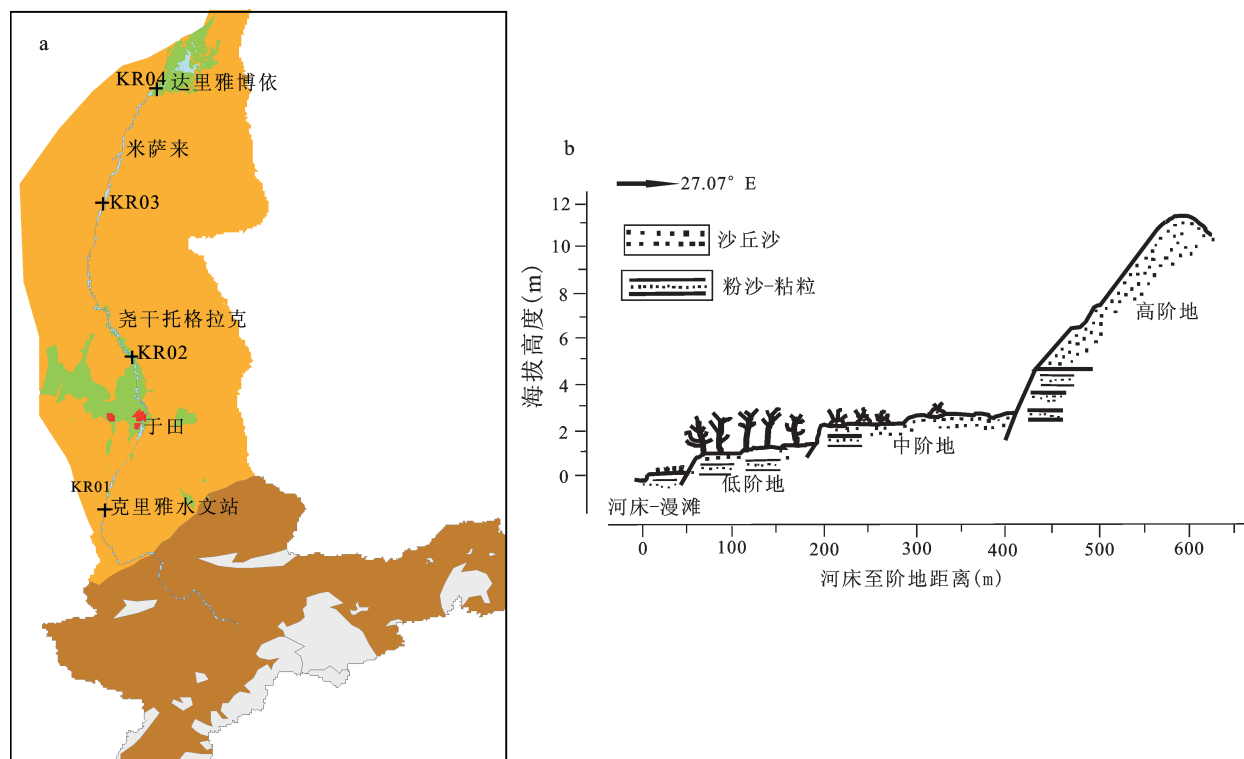 a
KR04 达里雅博依
米萨来
KR03
尧干托格拉克
KR02
于田
KR01
克里雅水文站
b
27.07° E
沙丘沙
粉沙-粘粒
海拔高度(m)
12
10
8
6
4
2
0
高阶地
中阶地
低阶地
河床-漫滩
0 100 200 300 400 500 600
河床至阶地距离(m)